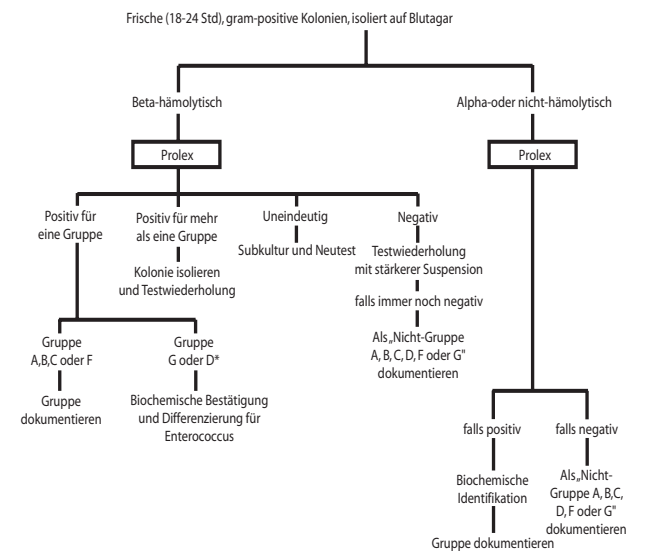 Frische (18-24 Std), gram-positive Kolonien, isoliert auf Blutagar
Beta-hämolytisch
Alpha-oder nicht-hämolytisch
Prolex
Prolex
Positiv für
eine Gruppe
Positiv für mehr
als eine Gruppe
Kolonie isolieren
und Testwiederholung
Uneindeutig
Subkultur und Neutest
Negativ
Testwiederholung
mit stärkerer Suspension
falls immer noch negativ
Als„Nicht-Gruppe
A, B, C, D, F oder G"
dokumentieren
Gruppe
A,B,C oder F
Gruppe
dokumentieren
Gruppe
G oder D*
Biochemische Bestätigung
und Differenzierung für
Enterococcus
falls positiv
Biochemische
Identifikation
Gruppe dokumentieren
falls negativ
Als„Nicht-
Gruppe A, B,C,
D, F oder G"
dokumentieren